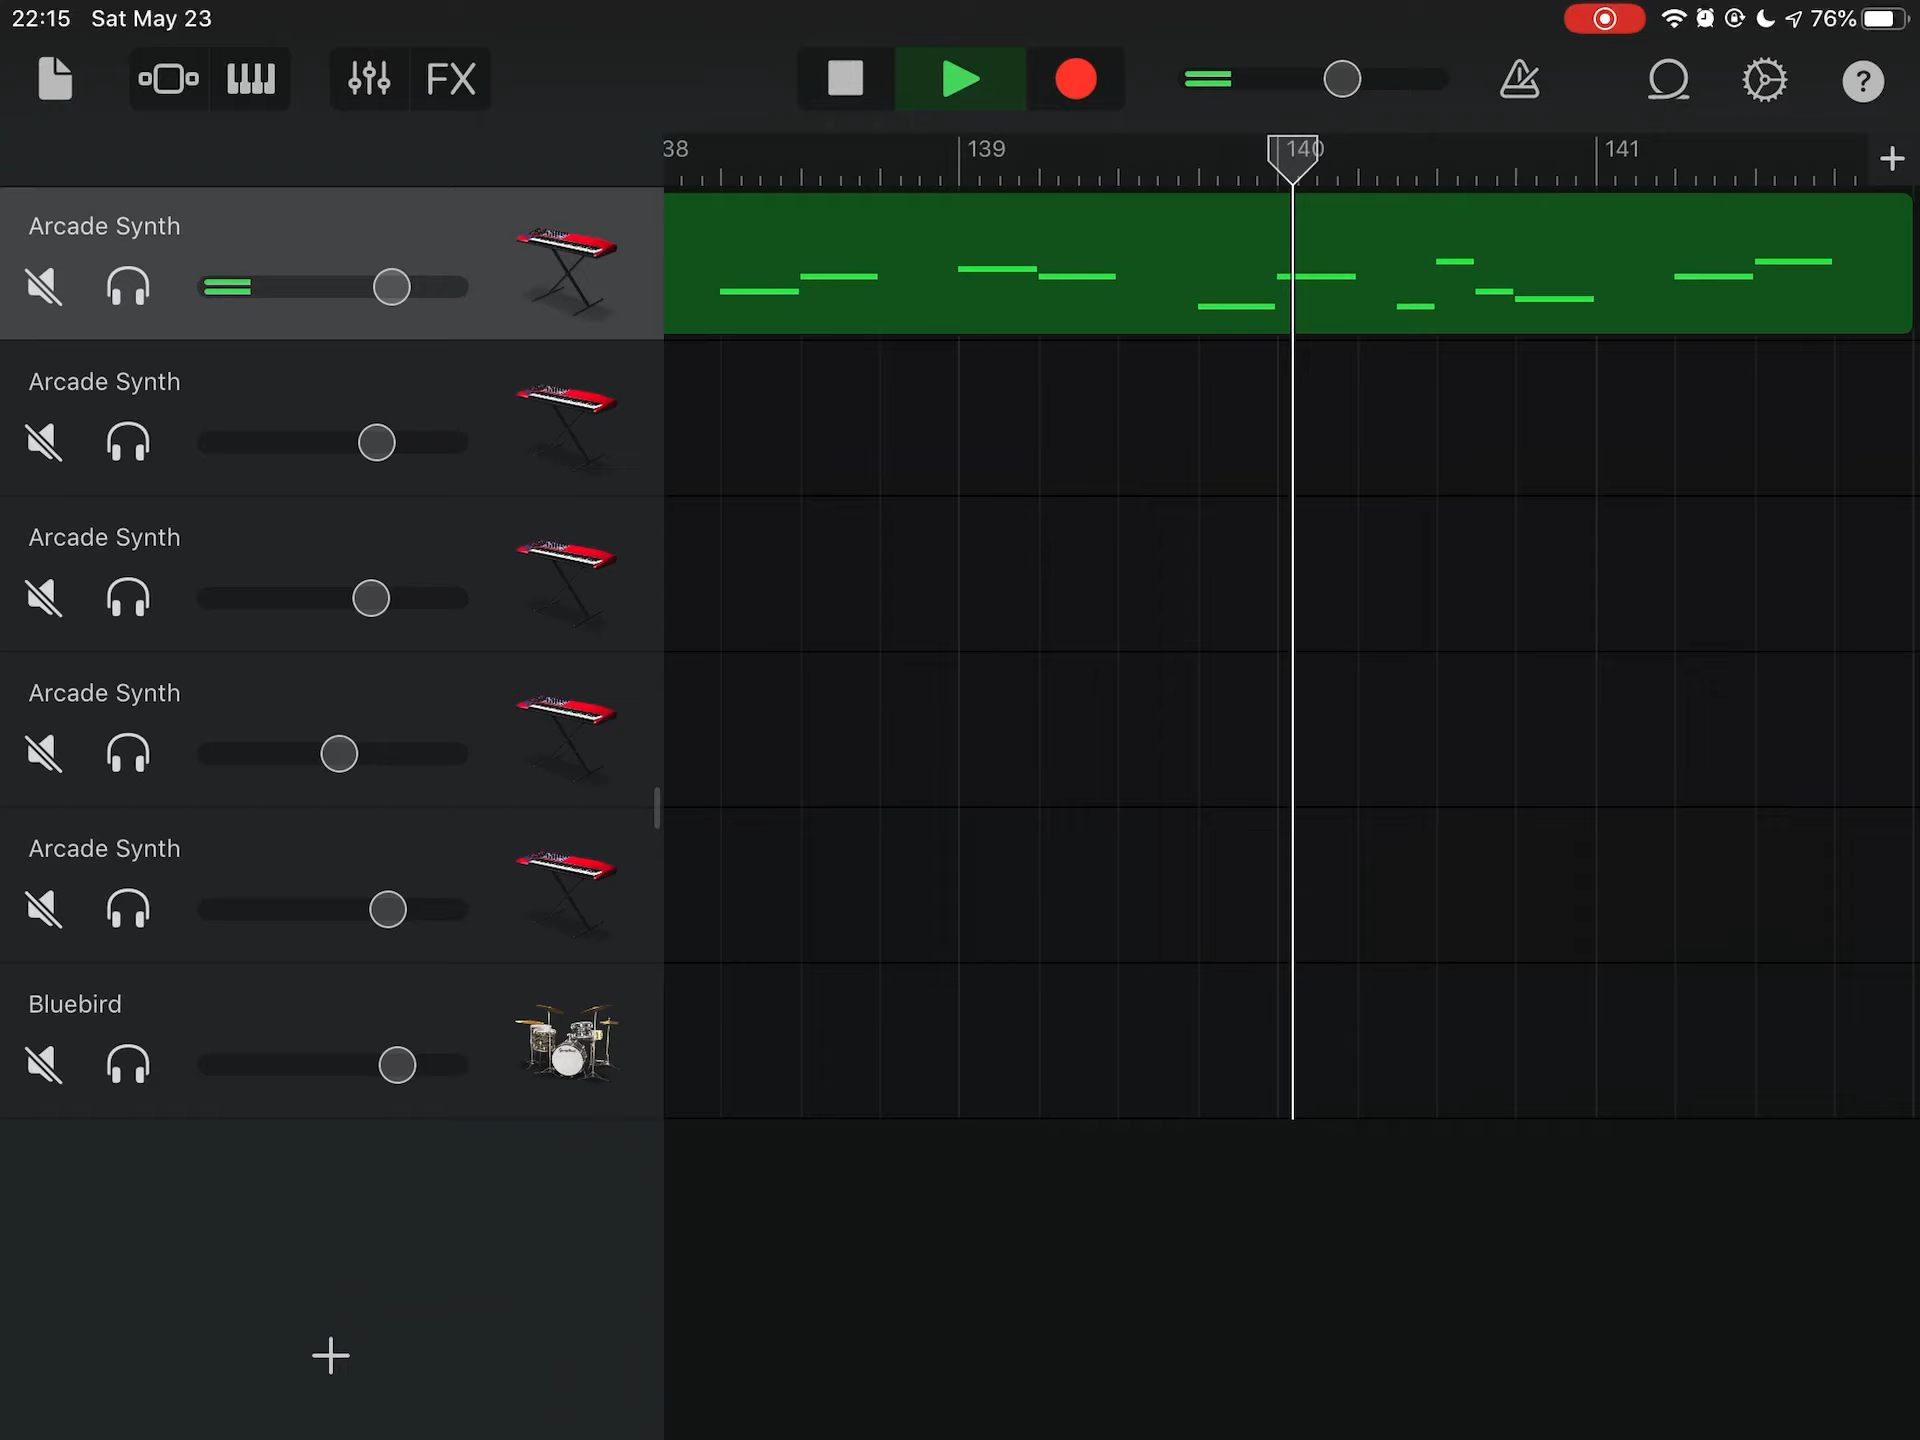 22:15 Sat May 23
76%
FX
?
38 139 140 141
Arcade Synth
Arcade Synth
Arcade Synth
Arcade Synth
Arcade Synth
Bluebird